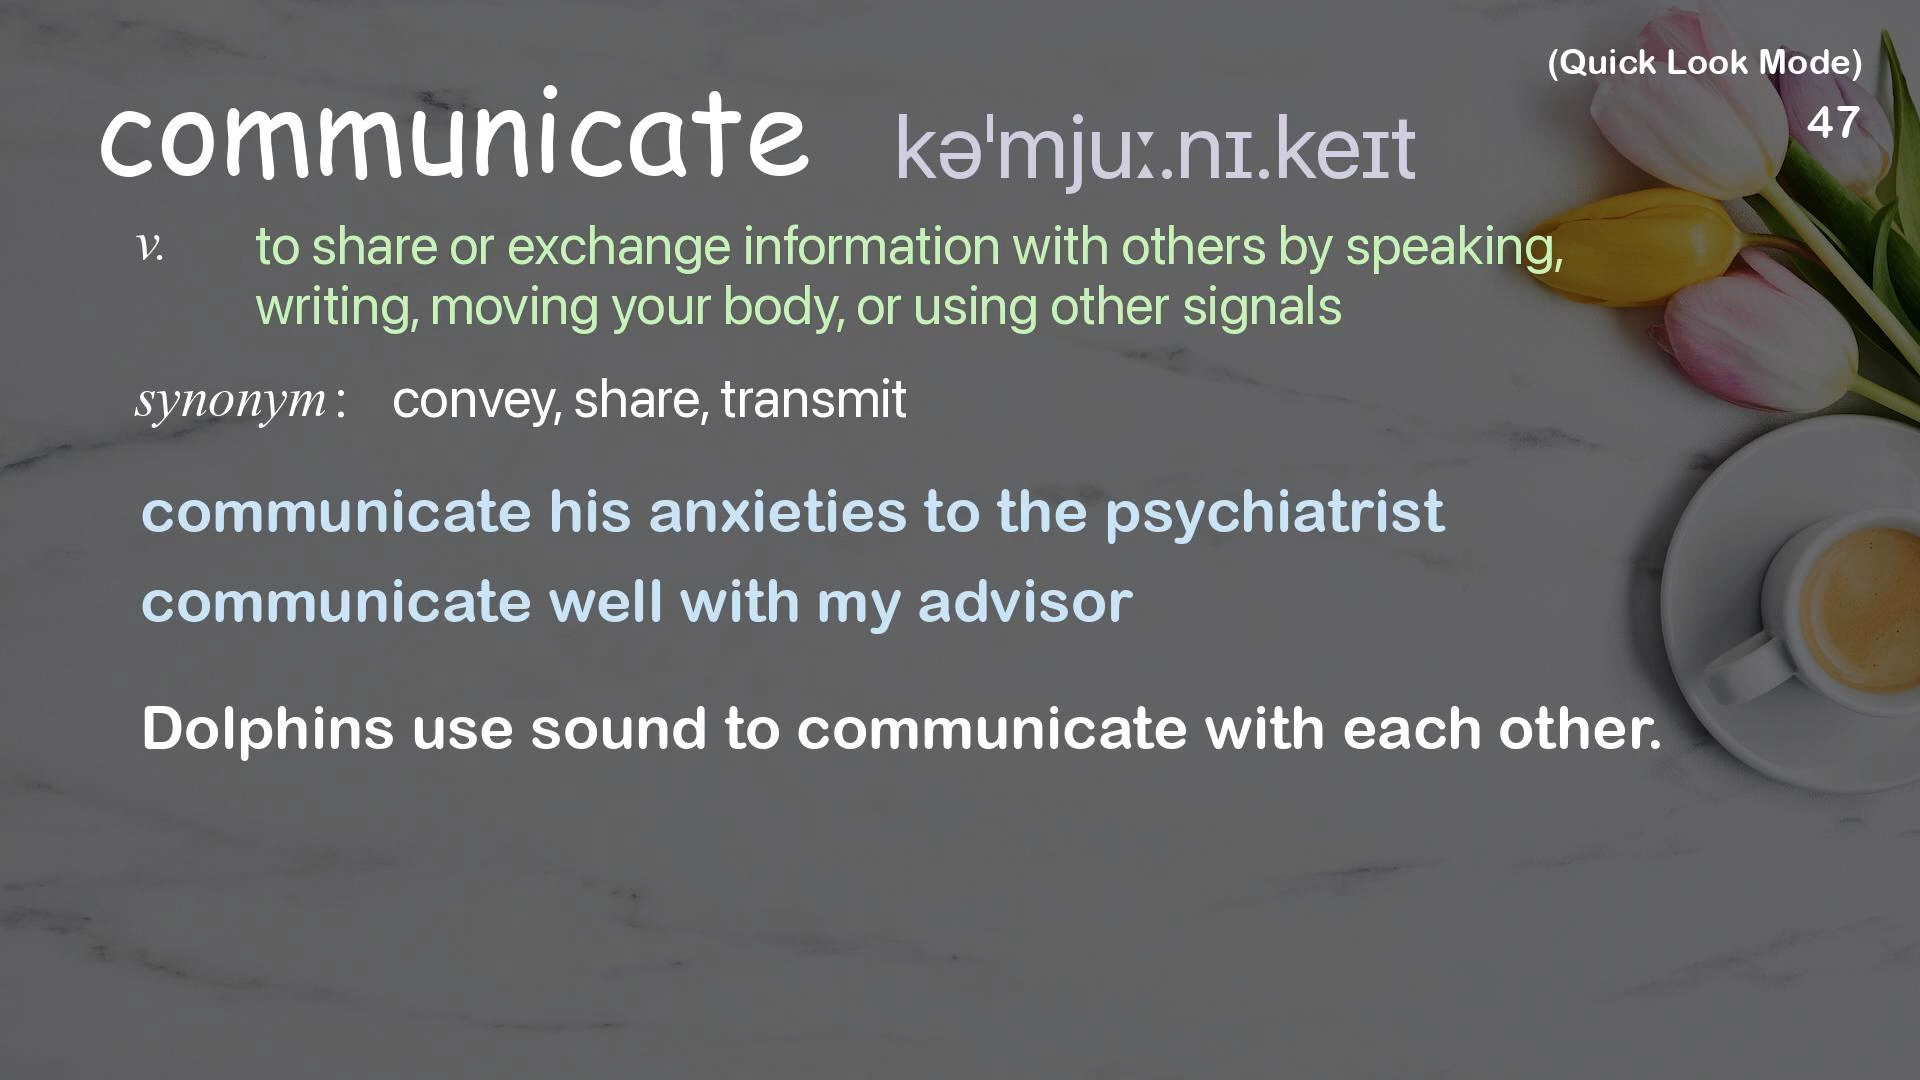 (Quick Look Mode)
47
communicate kəˈmjuː.nɪ.keɪt
v. to share or exchange information with others by speaking,
writing, moving your body, or using other signals
synonym : convey, share, transmit
communicate his anxieties to the psychiatrist
communicate well with my advisor
Dolphins use sound to communicate with each other.